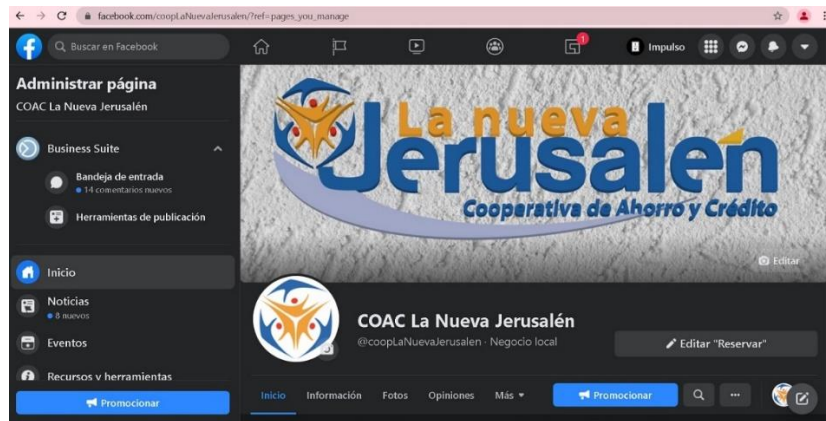 facebook.com/coopLaNuevaJerusalen/?ref=pages_you_manage
Buscar en Facebook
1
Impulso
Administrar página
COAC La Nueva Jerusalén
Business Suite
Bandeja de entrada
14 comentarios nuevos
Herramientas de publicación
Inicio
Noticias
8 nuevos
Eventos
Recursos y herramientas
Promocionar
La nueva
Jerusalén
Cooperativa de Ahorro y Crédito
Editar
COAC La Nueva Jerusalén
@coopLaNuevaJerusalen · Negocio local
Editar "Reservar"
Inicio Información Fotos Opiniones Más
Promocionar